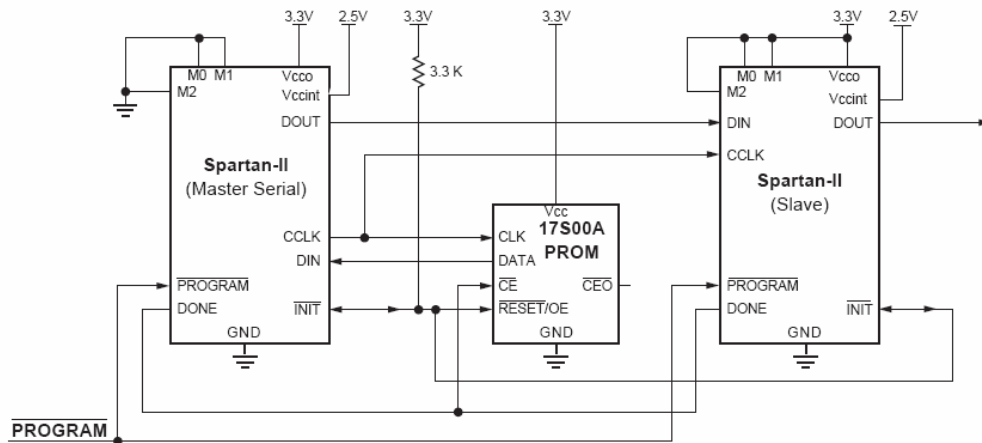 3.3V 2.5V 3.3V 3.3V 3.3V 2.5V
M0 M1 Vcco
M2
Vccint
DOUT
Spartan-II
(Master Serial)
CCLK
DIN
PROGRAM
DONE INIT
GND
3.3 K
Vcc
17S00A
PROM
CLK
DATA
CE CEO
RESET/OE
GND
M0 M1 Vcco
M2
Vccint
DIN DOUT
CCLK
Spartan-II
(Slave)
PROGRAM
DONE INIT
GND
PROGRAM